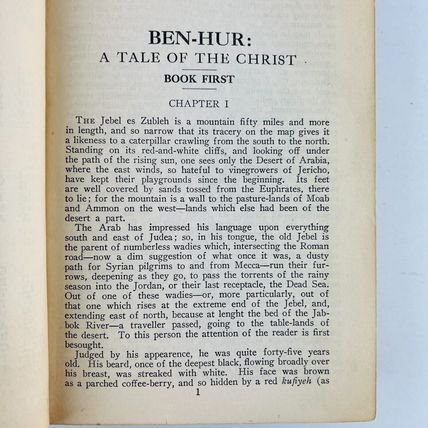 BEN-HUR:
A TALE OF THE CHRIST
BOOK FIRST
CHAPTER I
THE Jebel es Zubleh is a mountain fifty miles and more
in length, and so narrow that its tracery on the map gives it
a likeness to a caterpillar crawling from the south to the north.
Standing on its red-and-white cliffs, and looking off under
the path of the rising sun, one sees only the Desert of Arabia,
where the east winds, so hateful to vinegrowers of Jericho,
have kept their playgrounds since the beginning. Its feet
are well covered by sands tossed from the Euphrates, there
to lie; for the mountain is a wall to the pasture-lands of Moab
and Ammon on the west—lands which else had been of the
desert a part.
The Arab has impressed his language upon everything
south and east of Judea; so, in his tongue, the old Jebel is
the parent of numberless wadies which, intersecting the Roman
road—now a dim suggestion of what once it was, a dusty
path for Syrian pilgrims to and from Mecca—run their fur-
rows, deepening as they go, to pass the torrents of the rainy
season into the Jordan, or their last receptacle, the Dead Sea.
Out of one of these wadies—or, more particularly, out of
that one which rises at the extreme end of the Jebel, and,
extending east of north, because at lenght the bed of the Jab-
bok River—a traveller passed, going to the table-lands of
the desert. To this person the attention of the reader is first
besought.
Judged by his appearence, he was quite forty-five years
old. His beard, once of the deepest black, flowing broadly over
his breast, was streaked with white. His face was brown
as a parched coffee-berry, and so hidden by a red kufiyeh (as
1